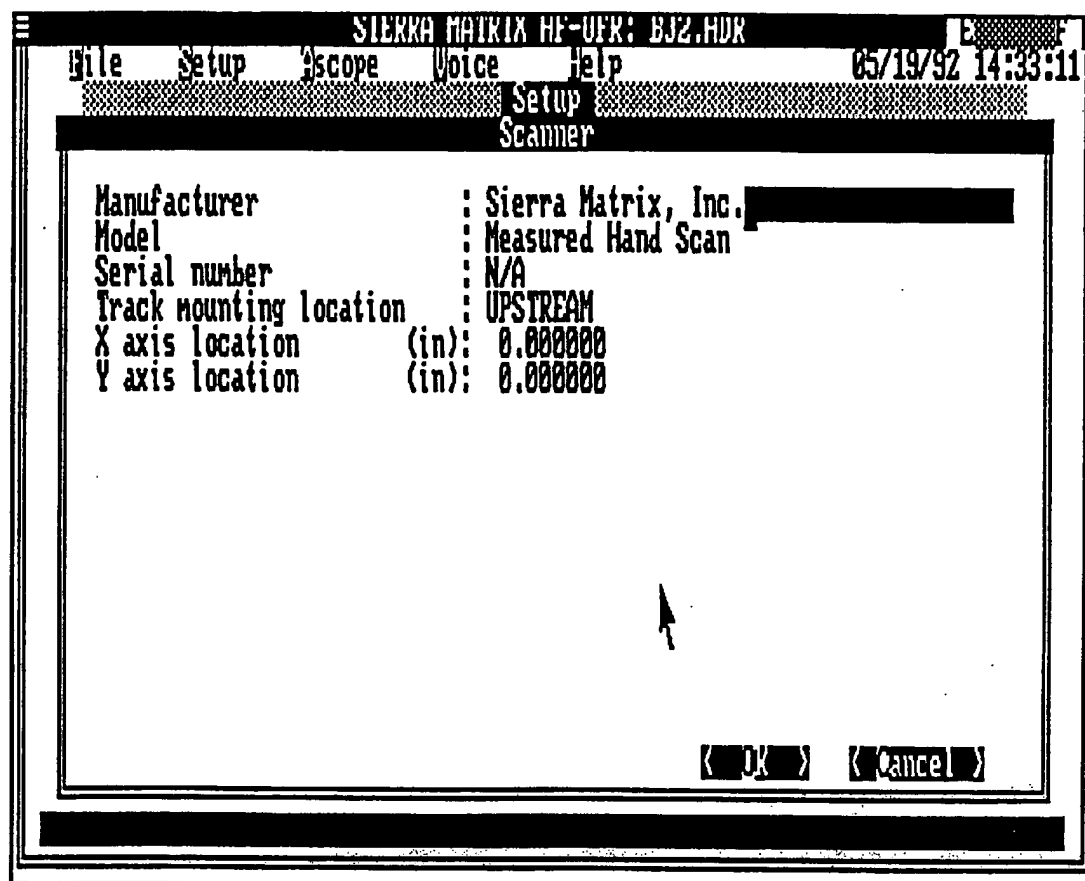 SIERRA MATRIX HF-UFR: BJ2.HDR
File Setup Ascope Voice Help 05/19/92 14:33:11
Setup
Scanner
Manufacturer : Sierra Matrix, Inc.
Model : Measured Hand Scan
Serial number : N/A
Track mounting location : UPSTREAM
X axis location (in): 0.000000
Y axis location (in): 0.000000
< OK > < Cancel >